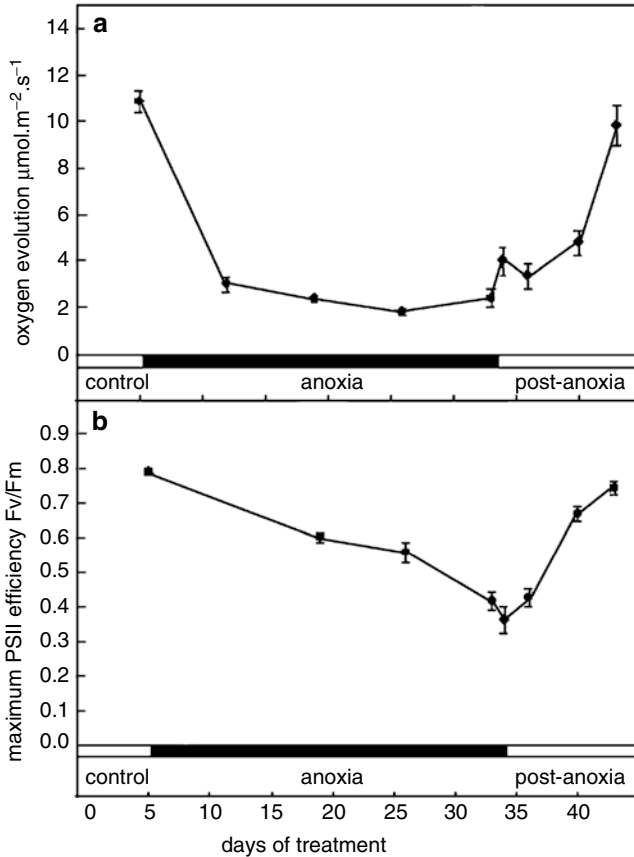 a
oxygen evolution μmol.m−2.s−1
14
12
10
8
6
4
2
0
control anoxia post-anoxia
b
maximum PSII efficiency Fv/Fm
0.9
0.8
0.7
0.6
0.5
0.4
0.3
0.2
0.1
0.0
control anoxia post-anoxia
0 5 10 15 20 25 30 35 40
days of treatment